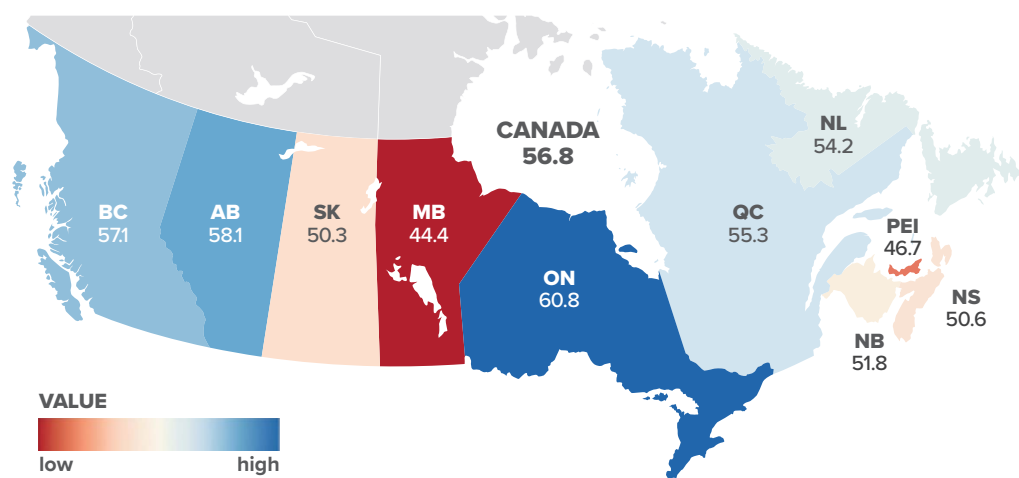 CANADA
56.8
BC
57.1
AB
58.1
SK
50.3
MB
44.4
ON
60.8
QC
55.3
NL
54.2
PEI
46.7
NS
50.6
NB
51.8
VALUE
low high